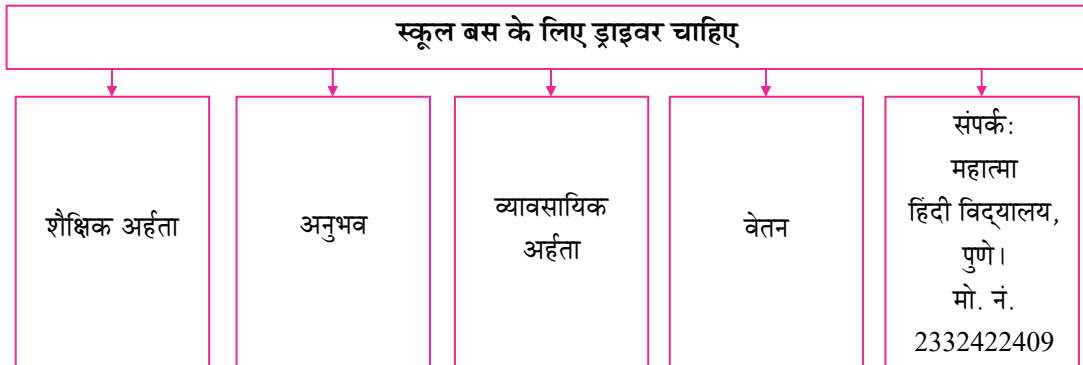 स्कूल बस के लिए ड्राइवर चाहिए
शैक्षिक अर्हता
अनुभव
व्यावसायिक
अर्हता
वेतन
संपर्क:
महात्मा
हिंदी विद्‌यालय,
पुणे।
मो. नं.
2332422409